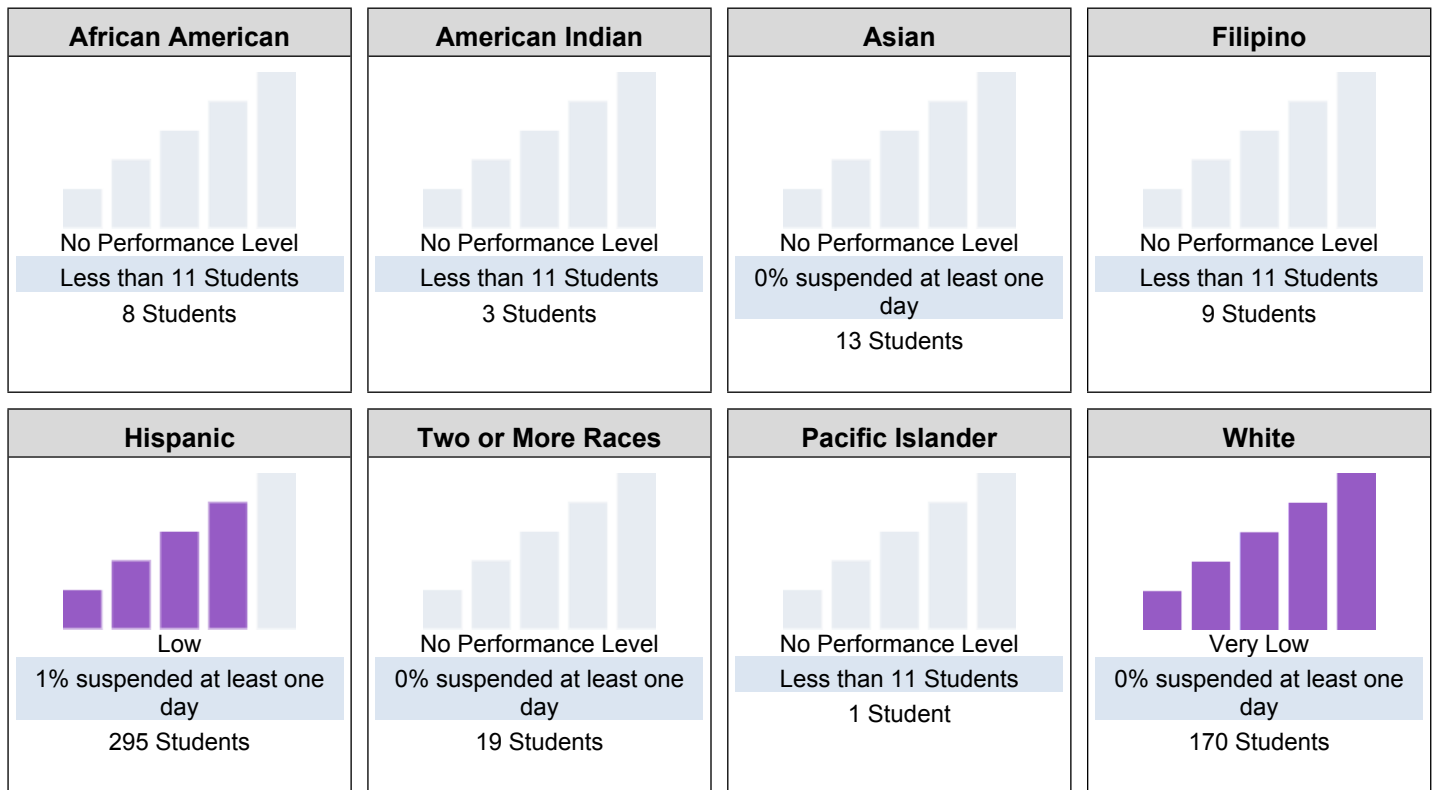 African American
No Performance Level
Less than 11 Students
8 Students
American Indian
No Performance Level
Less than 11 Students
3 Students
Asian
No Performance Level
0% suspended at least one
day
13 Students
Filipino
No Performance Level
Less than 11 Students
9 Students
Hispanic
Low
1% suspended at least one
day
295 Students
Two or More Races
No Performance Level
0% suspended at least one
day
19 Students
Pacific Islander
No Performance Level
Less than 11 Students
1 Student
White
Very Low
0% suspended at least one
day
170 Students